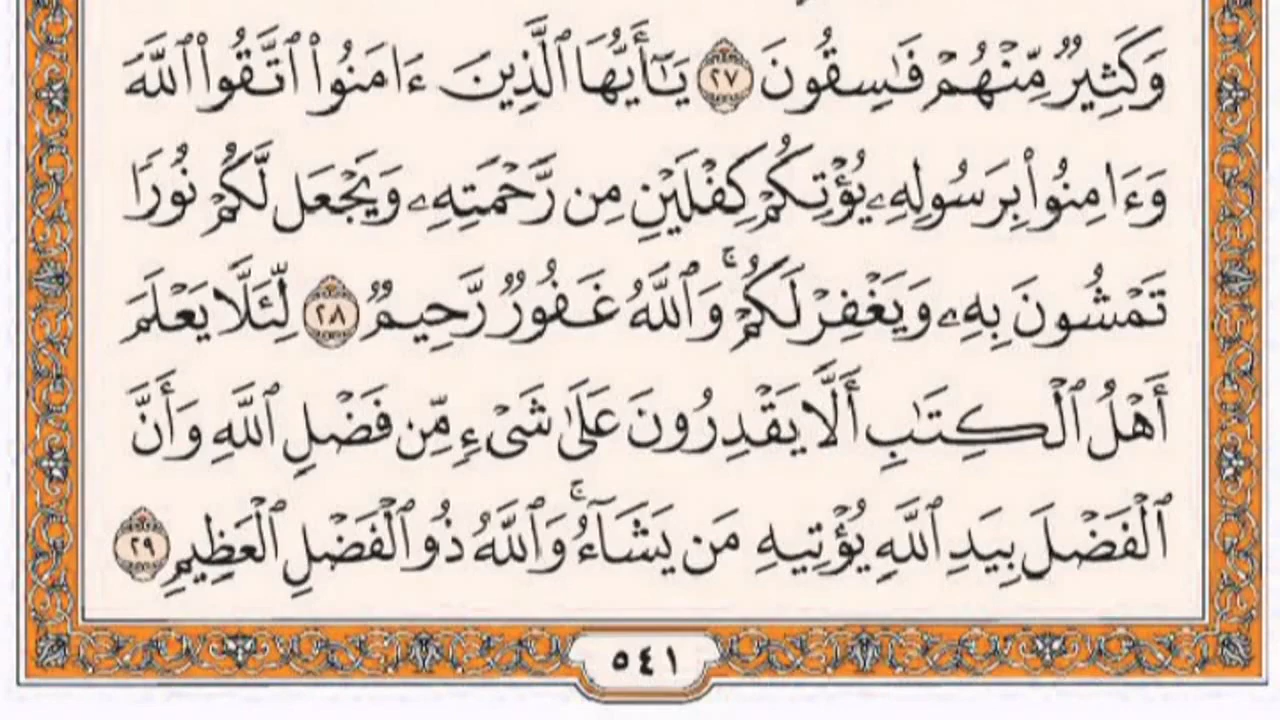 وَكَثِيرٌ مِّنْهُمْ فَٰسِقُونَ ٢٧ يَٰٓأَيُّهَا ٱلَّذِينَ ءَامَنُوا۟ ٱتَّقُوا۟ ٱللَّهَ
وَءَامِنُوا۟ بِرَسُولِهِۦ يُؤْتِكُمْ كِفْلَيْنِ مِن رَّحْمَتِهِۦ وَيَجْعَل لَّكُمْ نُورًا
تَمْشُونَ بِهِۦ وَيَغْفِرْ لَكُمْ ۚ وَٱللَّهُ غَفُورٌ رَّحِيمٌ ٢٨ لِّئَلَّا يَعْلَمَ
أَهْلُ ٱلْكِتَٰبِ أَلَّا يَقْدِرُونَ عَلَىٰ شَىْءٍ مِّن فَضْلِ ٱللَّهِ وَأَنَّ
ٱلْفَضْلَ بِيَدِ ٱللَّهِ يُؤْتِيهِ مَن يَشَآءُ ۚ وَٱللَّهُ ذُو ٱلْفَضْلِ ٱلْعَظِيمِ ٢٩
٥٤١